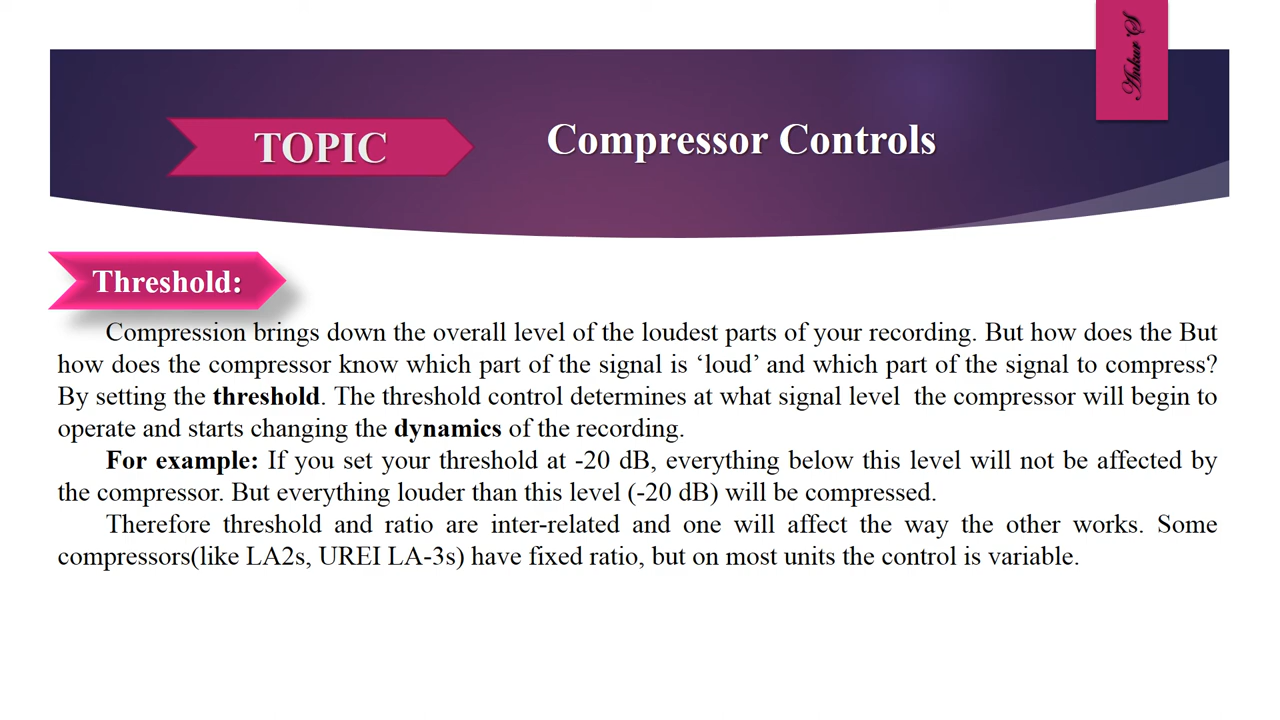 Ankur S
TOPIC
Compressor Controls
Threshold:
Compression brings down the overall level of the loudest parts of your recording. But how does the But
how does the compressor know which part of the signal is ‘loud’ and which part of the signal to compress?
By setting the threshold. The threshold control determines at what signal level  the compressor will begin to
operate and starts changing the dynamics of the recording.
For example: If you set your threshold at -20 dB, everything below this level will not be affected by
the compressor. But everything louder than this level (-20 dB) will be compressed.
Therefore threshold and ratio are inter-related and one will affect the way the other works. Some
compressors(like LA2s, UREI LA-3s) have fixed ratio, but on most units the control is variable.